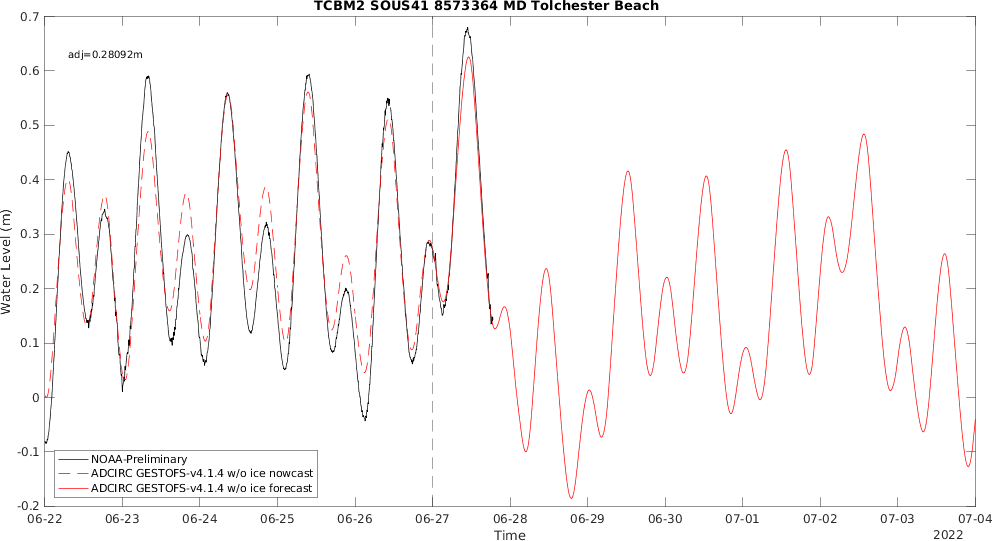 TCBM2 SOUS41 8573364 MD Tolchester Beach
adj=0.28092m
0.7
0.6
0.5
0.4
0.3
0.2
0.1
0
-0.1
-0.2
Water Level (m)
NOAA-Preliminary
ADCIRC GESTOFS-v4.1.4 w/o ice nowcast
ADCIRC GESTOFS-v4.1.4 w/o ice forecast
06-22 06-23 06-24 06-25 06-26 06-27 06-28 06-29 06-30 07-01 07-02 07-03 07-04
Time
2022